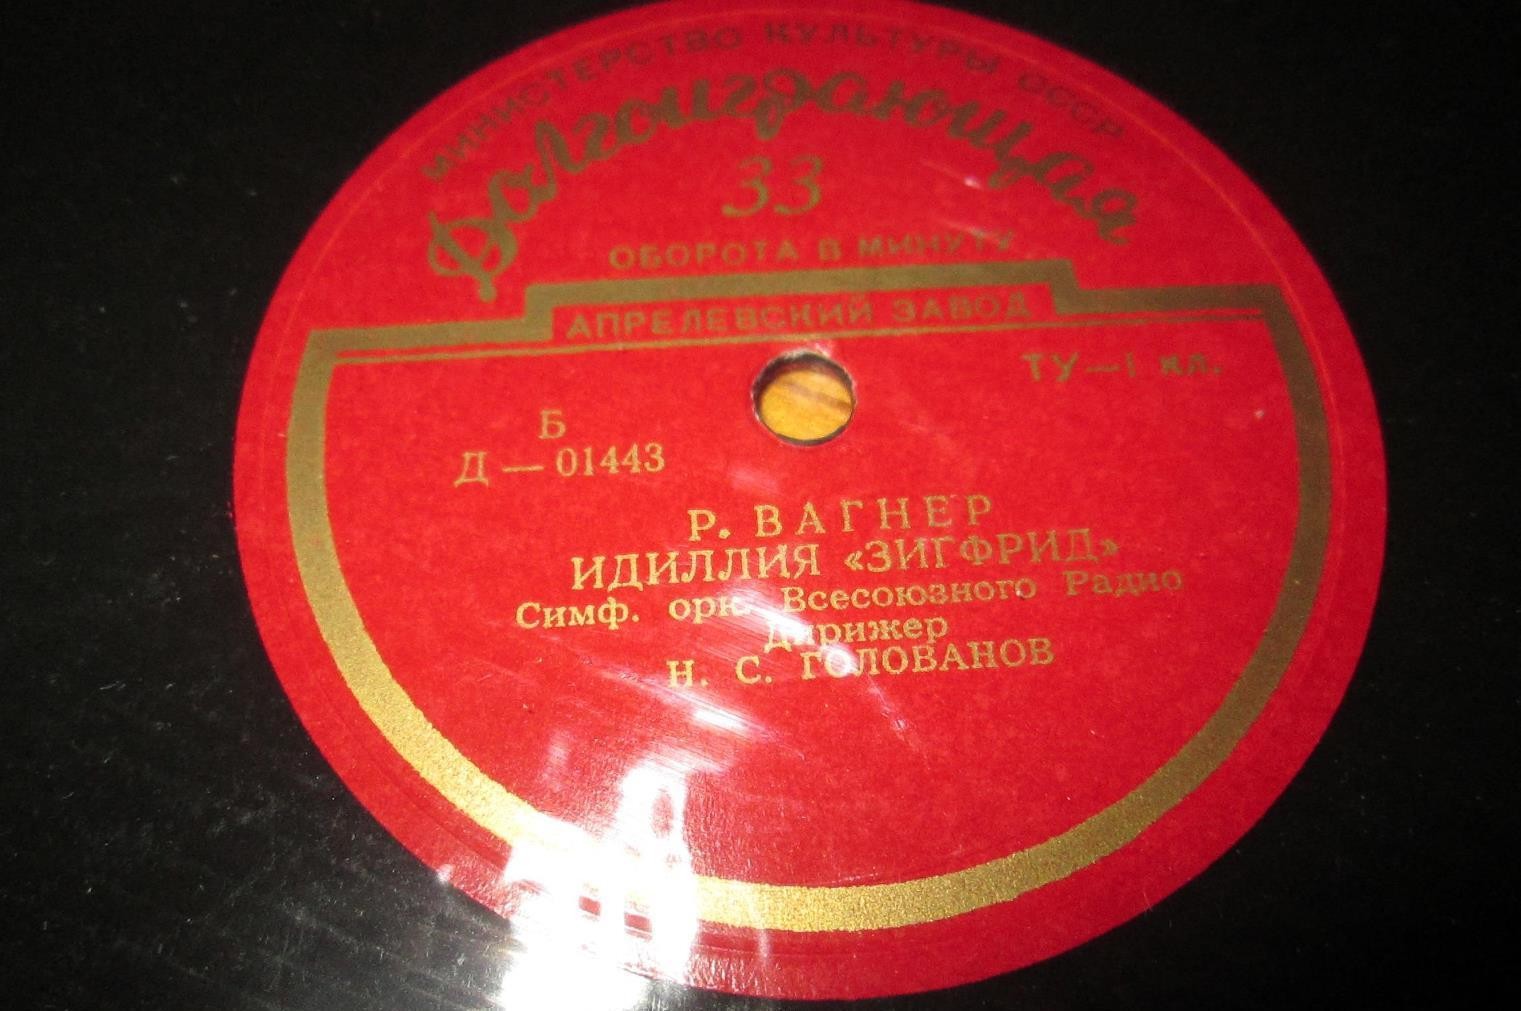 МИНИСТЕРСТВО КУЛЬТУРЫ СССР
Долгоиграющая
33
ОБОРОТА В МИНУТУ
АПРЕЛЕВСКИЙ ЗАВОД
ТУ—1 кл.
Б
Д — 01443
Р. ВАГНЕР
ИДИЛЛИЯ «ЗИГФРИД»
Симф. орк. Всесоюзного Радио
Дирижер
Н. С. ГОЛОВАНОВ